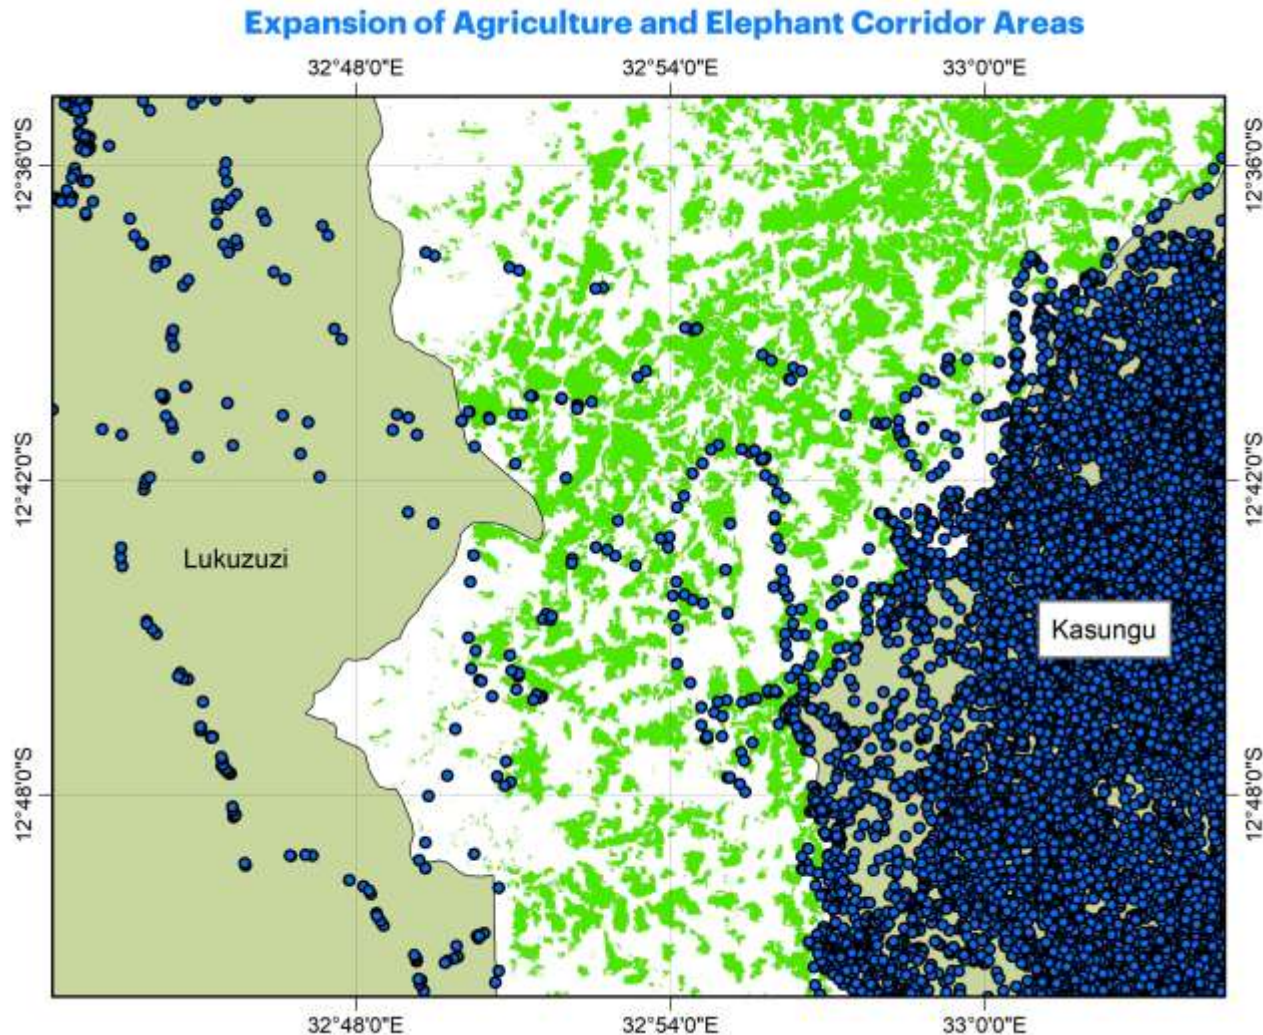 Expansion of Agriculture and Elephant Corridor Areas
32°48'0"E
32°54'0"E
33°0'0"E
12°36'0"S
12°36'0"S
12°42'0"S
12°42'0"S
Lukuzuzi
Kasungu
12°48'0"S
12°48'0"S
32°48'0"E
32°54'0"E
33°0'0"E